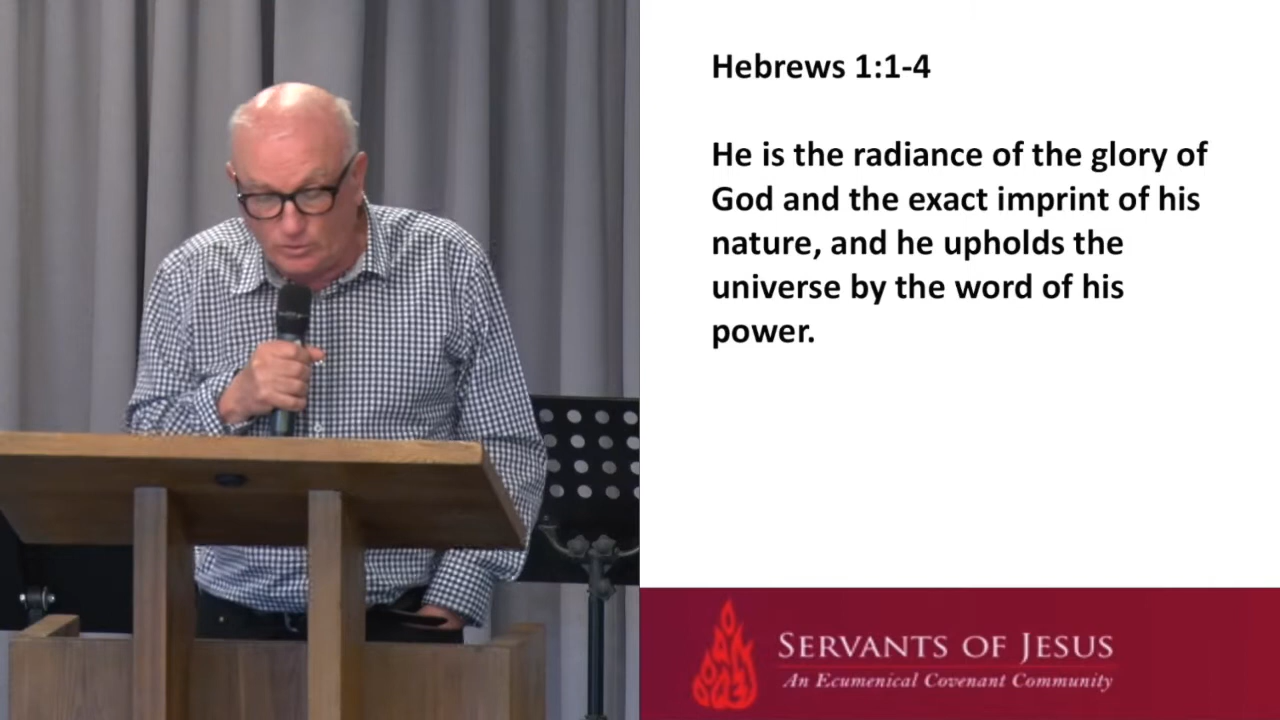 Hebrews 1:1-4
He is the radiance of the glory of
God and the exact imprint of his
nature, and he upholds the
universe by the word of his
power.
SERVANTS OF JESUS
An Ecumenical Covenant Community